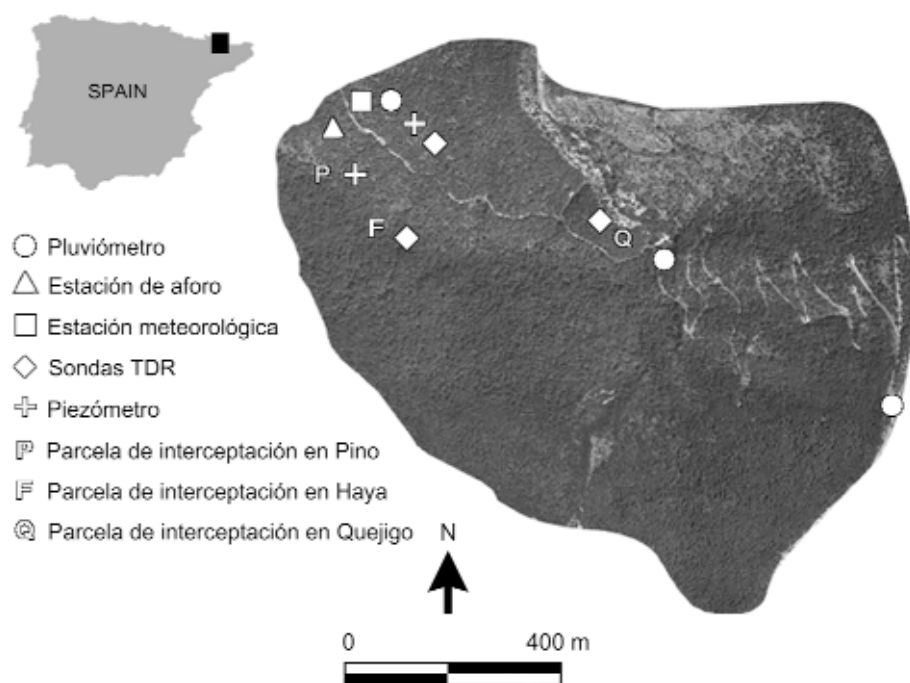 SPAIN
Pluviómetro
Estación de aforo
Estación meteorológica
Sondas TDR
Piezómetro
P Parcela de interceptación en Pino
F Parcela de interceptación en Haya
Q Parcela de interceptación en Quejigo
P
F
Q
N
0 400 m